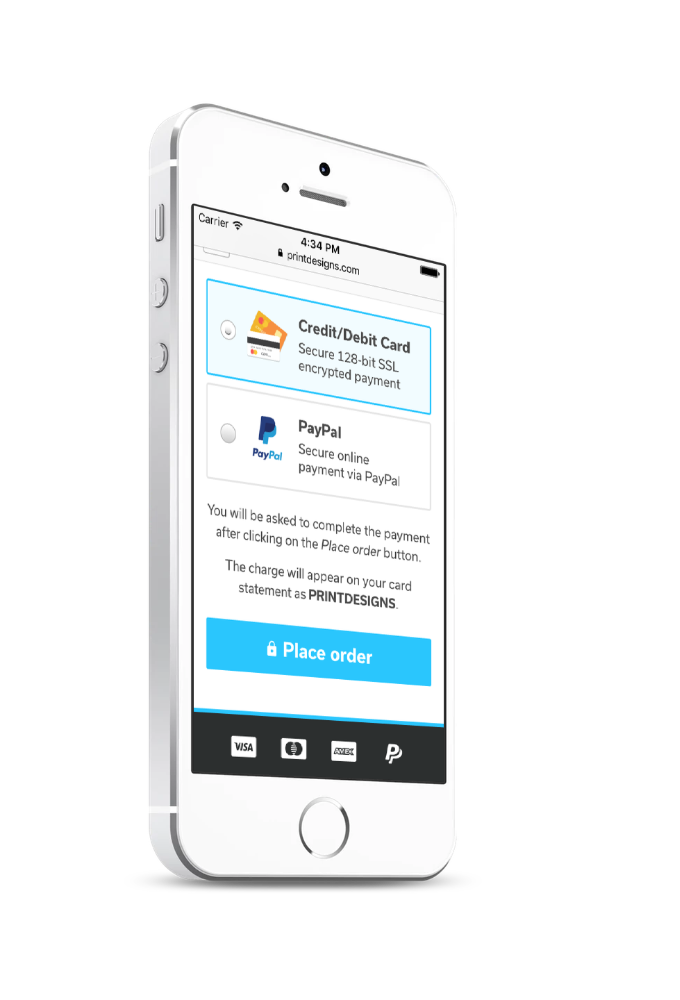 Carrier
4:34 PM
printdesigns.com
Credit/Debit Card
Secure 128-bit SSL
encrypted payment
PayPal
PayPal
Secure online
payment via PayPal
You will be asked to complete the payment
after clicking on the Place order button.
The charge will appear on your card
statement as PRINTDESIGNS.
Place order
VISA
AMEX